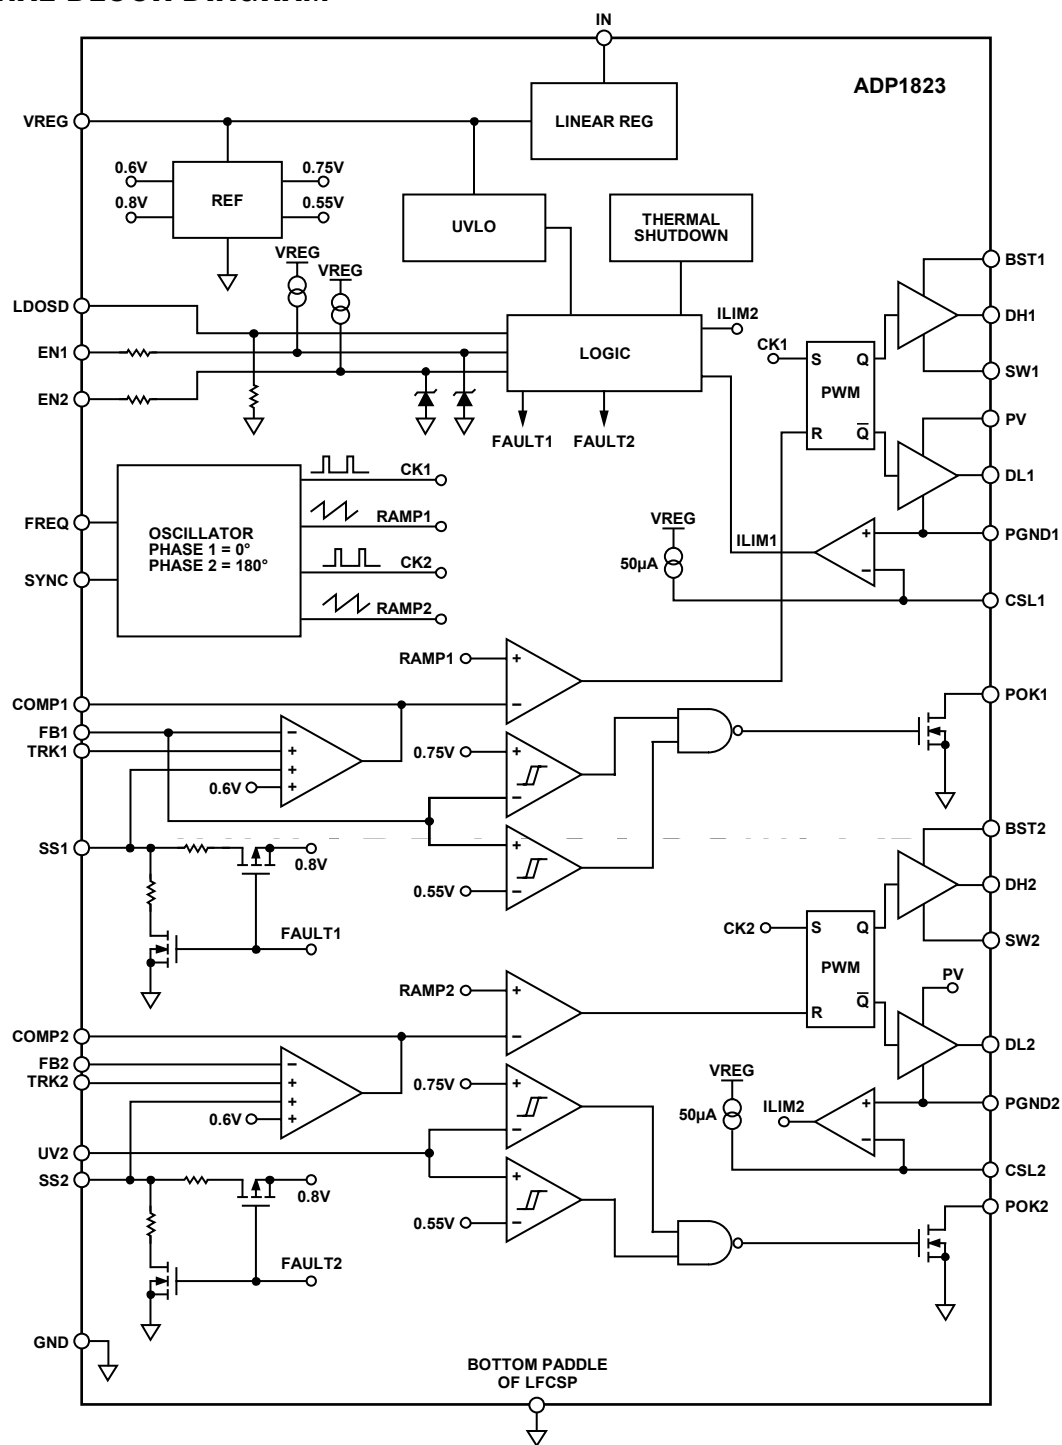 IN
ADP1823
VREG
LINEAR REG
0.6V
0.75V
REF
0.8V
0.55V
UVLO
THERMAL
SHUTDOWN
VREG
VREG
BST1
LDOSD
ILIM2
DH1
EN1
LOGIC
CK1
S
Q
SW1
EN2
PWM
PV
FAULT1
FAULT2
R
Q
CK1
DL1
FREQ
OSCILLATOR
PHASE 1 = 0°
PHASE 2 = 180°
RAMP1
VREG
ILIM1
+
PGND1
SYNC
CK2
50µA
–
CSL1
RAMP2
RAMP1
+
COMP1
–
POK1
FB1
–
TRK1
+
0.75V
+
+
0.6V
+
–
BST2
SS1
+
0.8V
0.55V
–
DH2
FAULT1
CK2
S
Q
SW2
PWM
PV
RAMP2
+
R
Q
COMP2
–
DL2
FB2
–
TRK2
+
0.75V
+
VREG
+
0.6V
+
50µA
ILIM2
+
PGND2
–
–
UV2
SS2
+
CSL2
0.8V
0.55V
–
POK2
FAULT2
GND
BOTTOM PADDLE
OF LFCSP